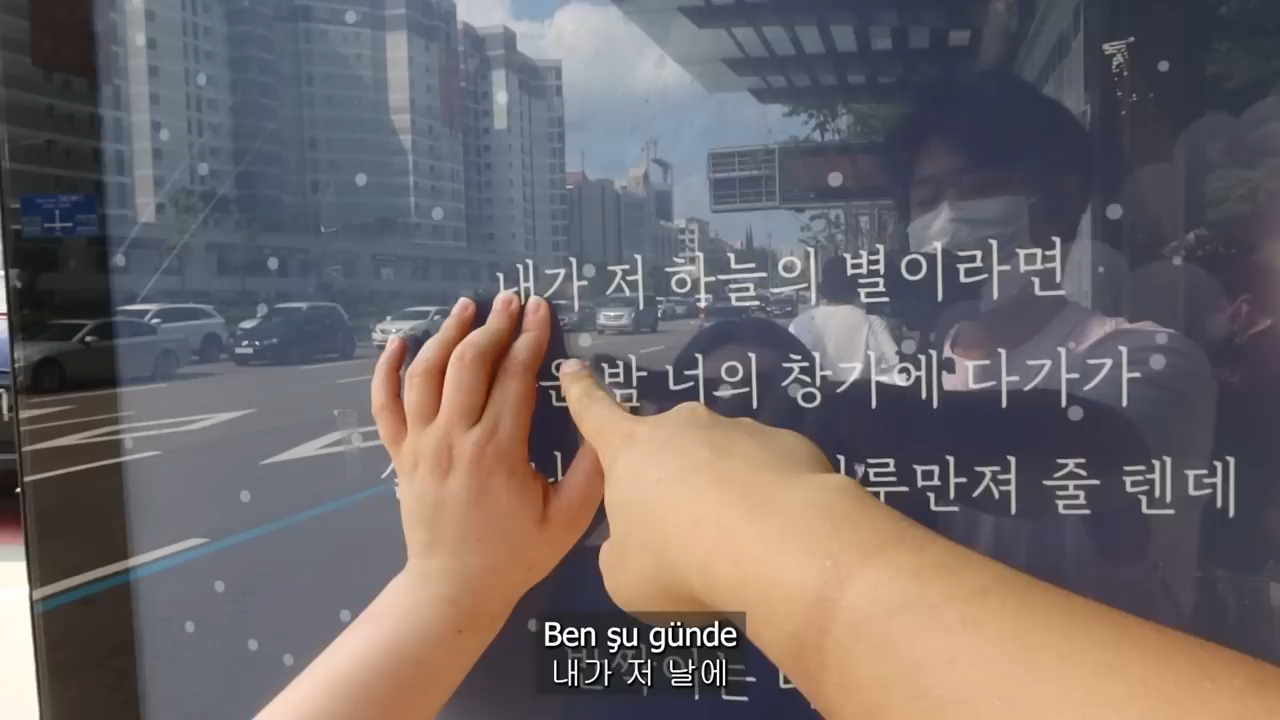 내가 저 하늘의 별이라면
밤 너의 창가에 다가가
루만져 줄 텐데
Ben şu günde
내가 저 날에